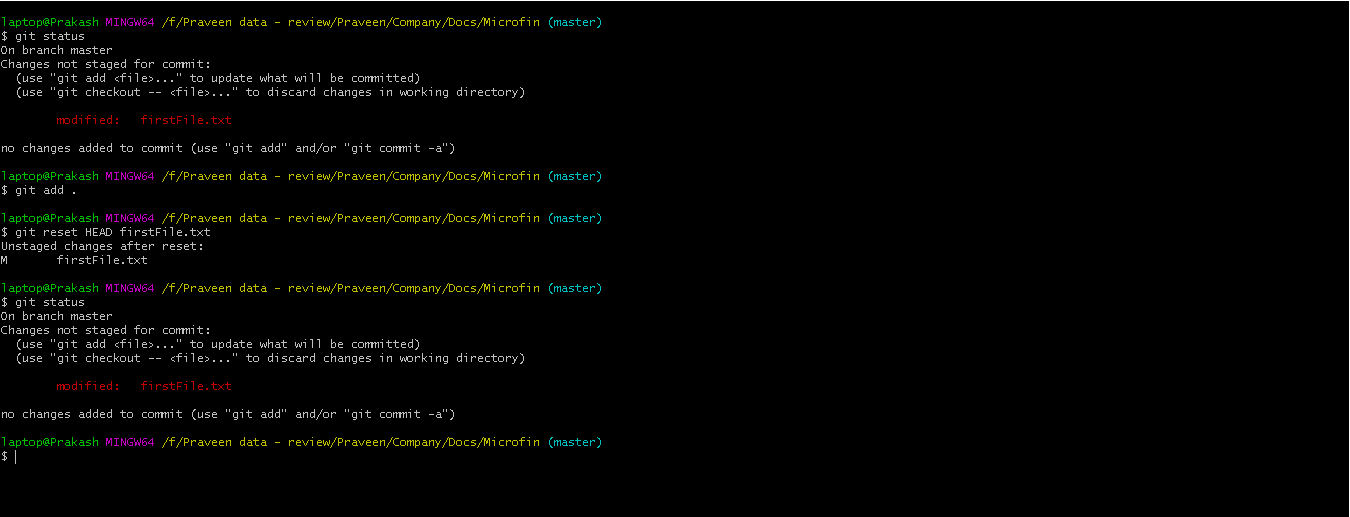 laptop@Prakash MINGW64 /f/Praveen data - review/Praveen/Company/Docs/Microfin (master)
$ git status
On branch master
Changes not staged for commit:
  (use "git add <file>..." to update what will be committed)
  (use "git checkout -- <file>..." to discard changes in working directory)
        modified:   firstFile.txt
no changes added to commit (use "git add" and/or "git commit -a")
laptop@Prakash MINGW64 /f/Praveen data - review/Praveen/Company/Docs/Microfin (master)
$ git add .
laptop@Prakash MINGW64 /f/Praveen data - review/Praveen/Company/Docs/Microfin (master)
$ git reset HEAD firstFile.txt
Unstaged changes after reset:
M       firstFile.txt
laptop@Prakash MINGW64 /f/Praveen data - review/Praveen/Company/Docs/Microfin (master)
$ git status
On branch master
Changes not staged for commit:
  (use "git add <file>..." to update what will be committed)
  (use "git checkout -- <file>..." to discard changes in working directory)
        modified:   firstFile.txt
no changes added to commit (use "git add" and/or "git commit -a")
laptop@Prakash MINGW64 /f/Praveen data - review/Praveen/Company/Docs/Microfin (master)
$